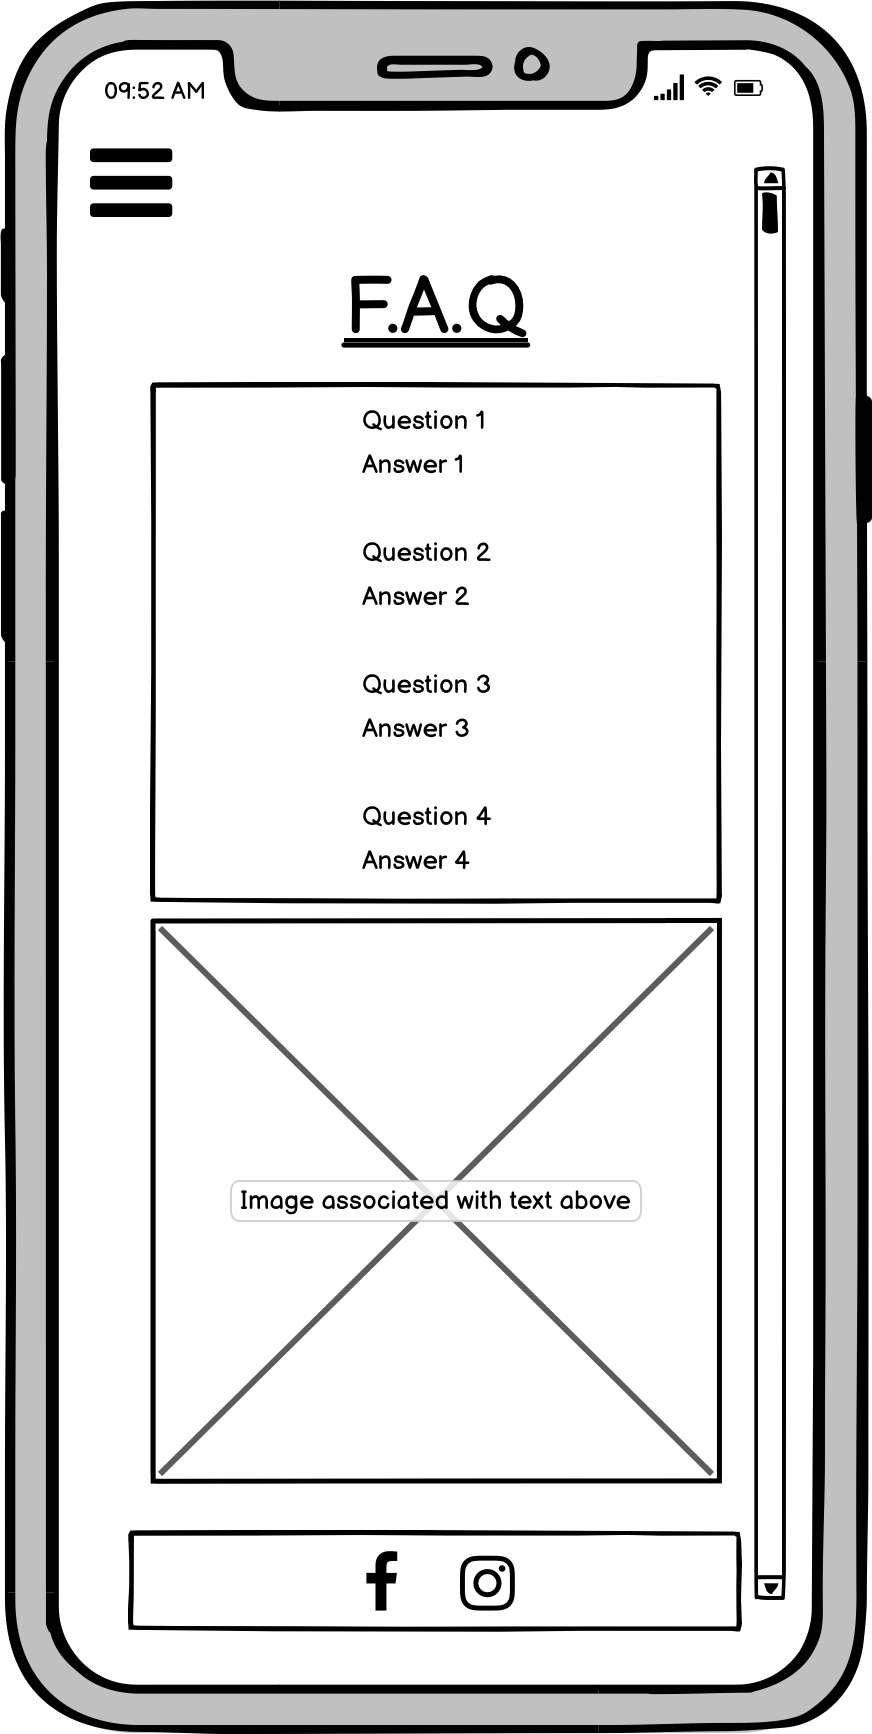 09:52 AM
F.A.Q
Question 1
Answer 1
Question 2
Answer 2
Question 3
Answer 3
Question 4
Answer 4
Image associated with text above